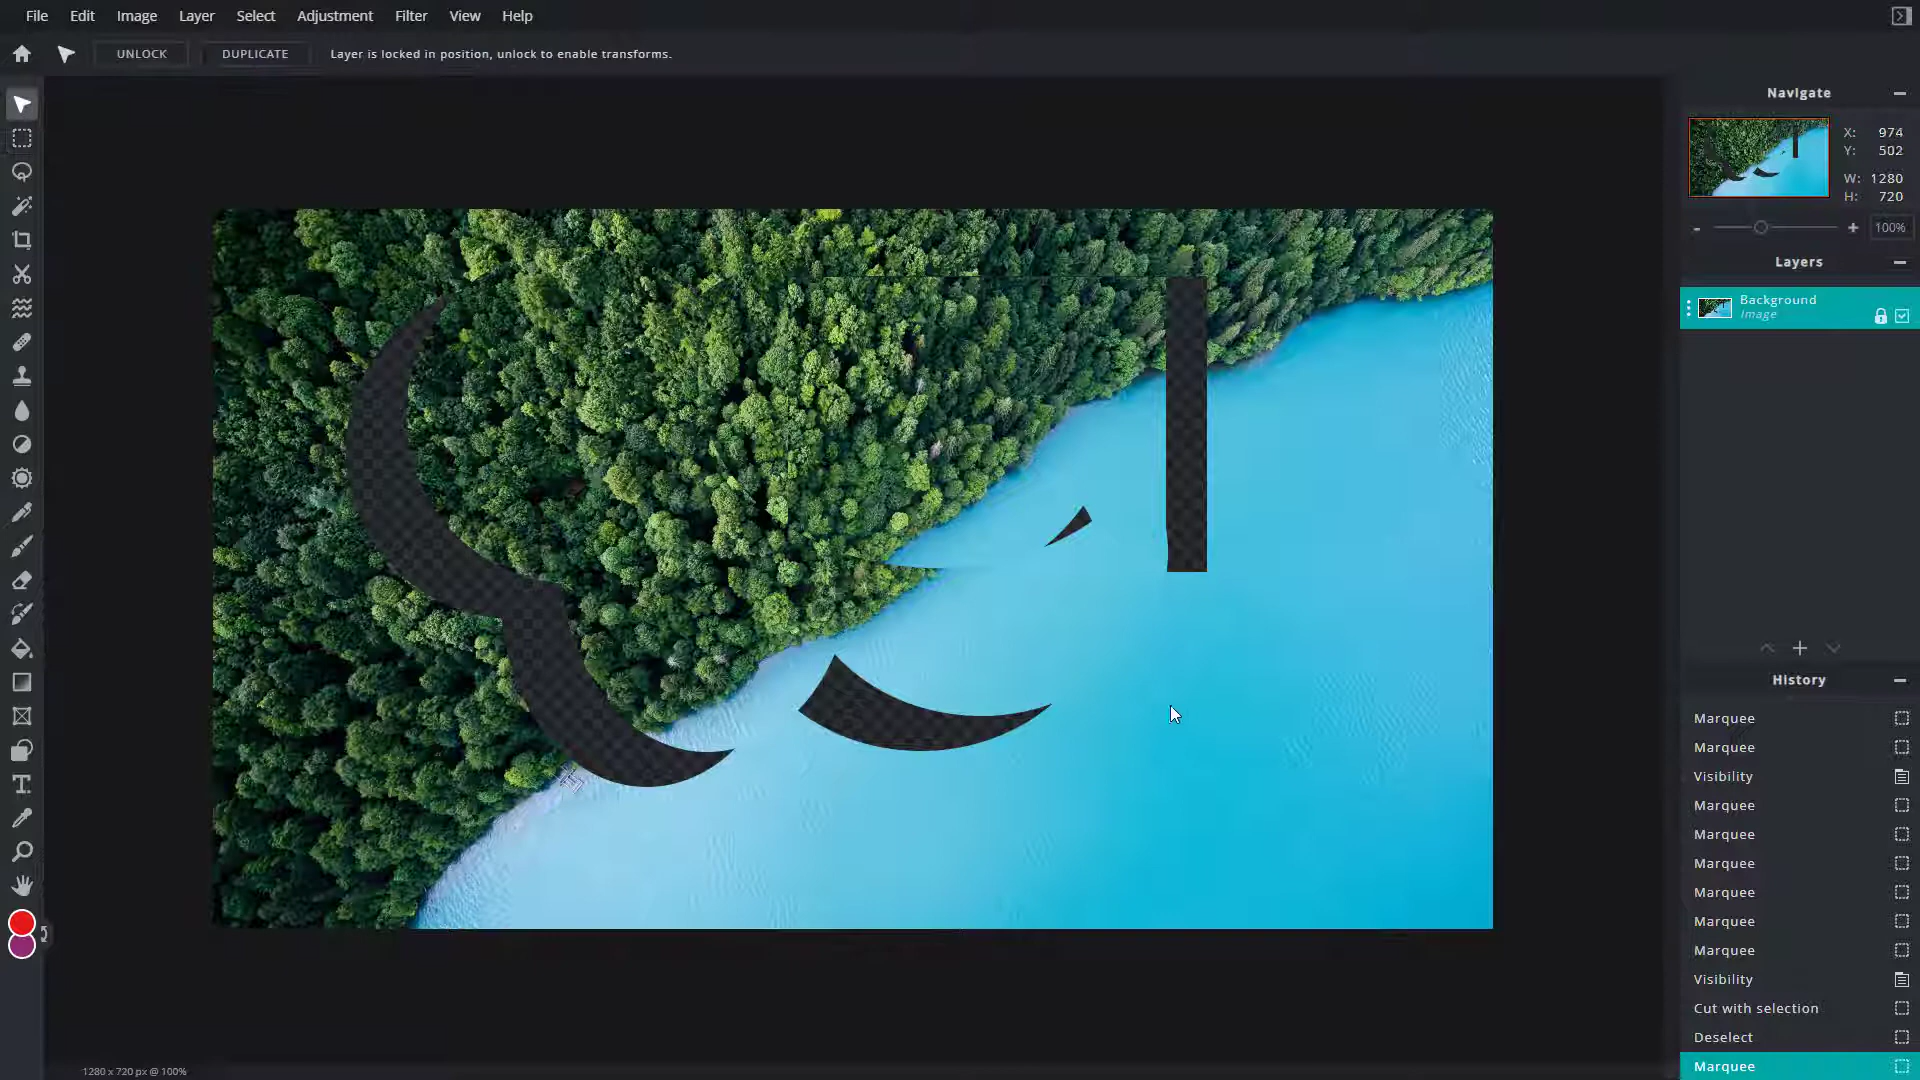 File Edit Image Layer Select Adjustment Filter View Help
UNLOCK DUPLICATE Layer is locked in position, unlock to enable transforms.
Navigate
X: 974
Y: 502
W: 1280
H: 720
- + 100%
Layers
Background
Image
History
Marquee
Marquee
Visibility
Marquee
Marquee
Marquee
Marquee
Marquee
Marquee
Visibility
Cut with selection
Deselect
Marquee
1280 x 720 px @ 100%